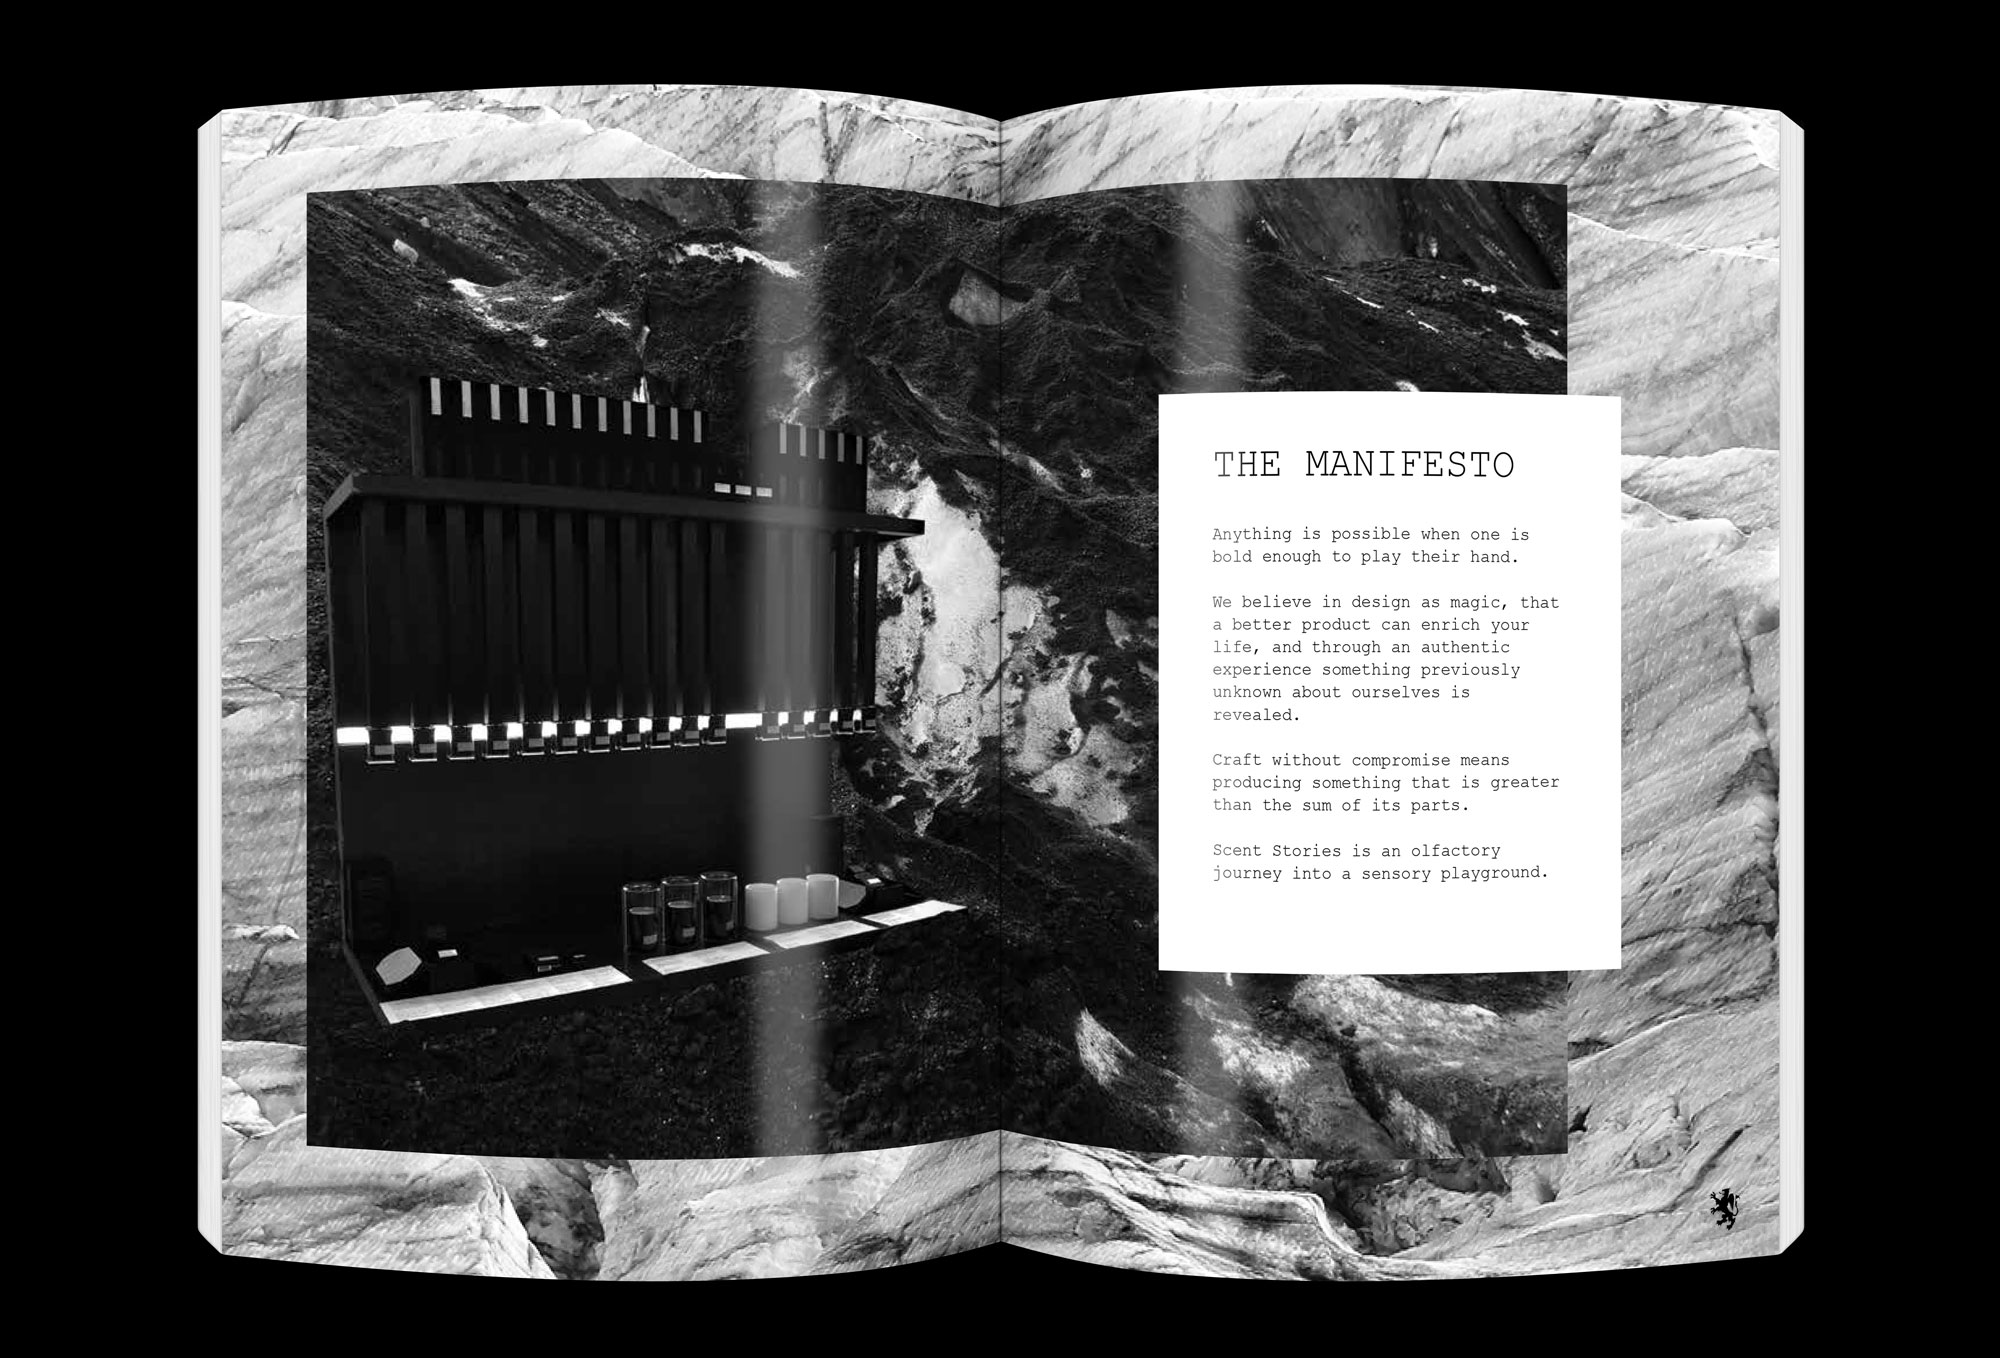 THE MANIFESTO
Anything is possible when one is
bold enough to play their hand.
We believe in design as magic, that
a better product can enrich your
life, and through an authentic
experience something previously
unknown about ourselves is
revealed.
Craft without compromise means
producing something that is greater
than the sum of its parts.
Scent Stories is an olfactory
journey into a sensory playground.